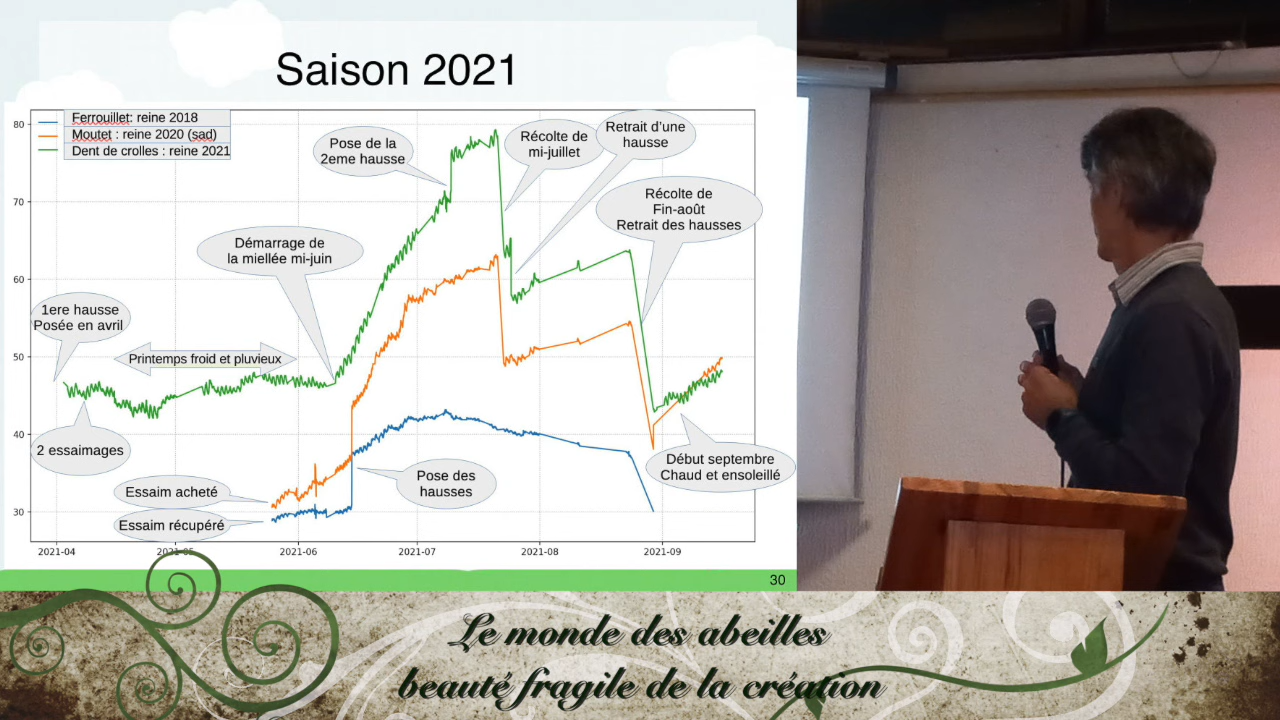 Saison 2021
80
70
60
50
40
30
Ferrouillet: reine 2018
Moutet : reine 2020 (sad)
Dent de crolles : reine 2021
Pose de la
2eme hausse
Récolte de
mi-juillet
Retrait d'une
hausse
Récolte de
Fin-août
Retrait des hausses
Démarrage de
la miellée mi-juin
1ere hausse
Posée en avril
Printemps froid et pluvieux
2 essaimages
Essaim acheté
Essaim récupéré
Pose des
hausses
Début septembre
Chaud et ensoleillé
2021-04
2021-05
2021-06
2021-07
2021-08
2021-09
30
Le monde des abeilles
beauté fragile de la création